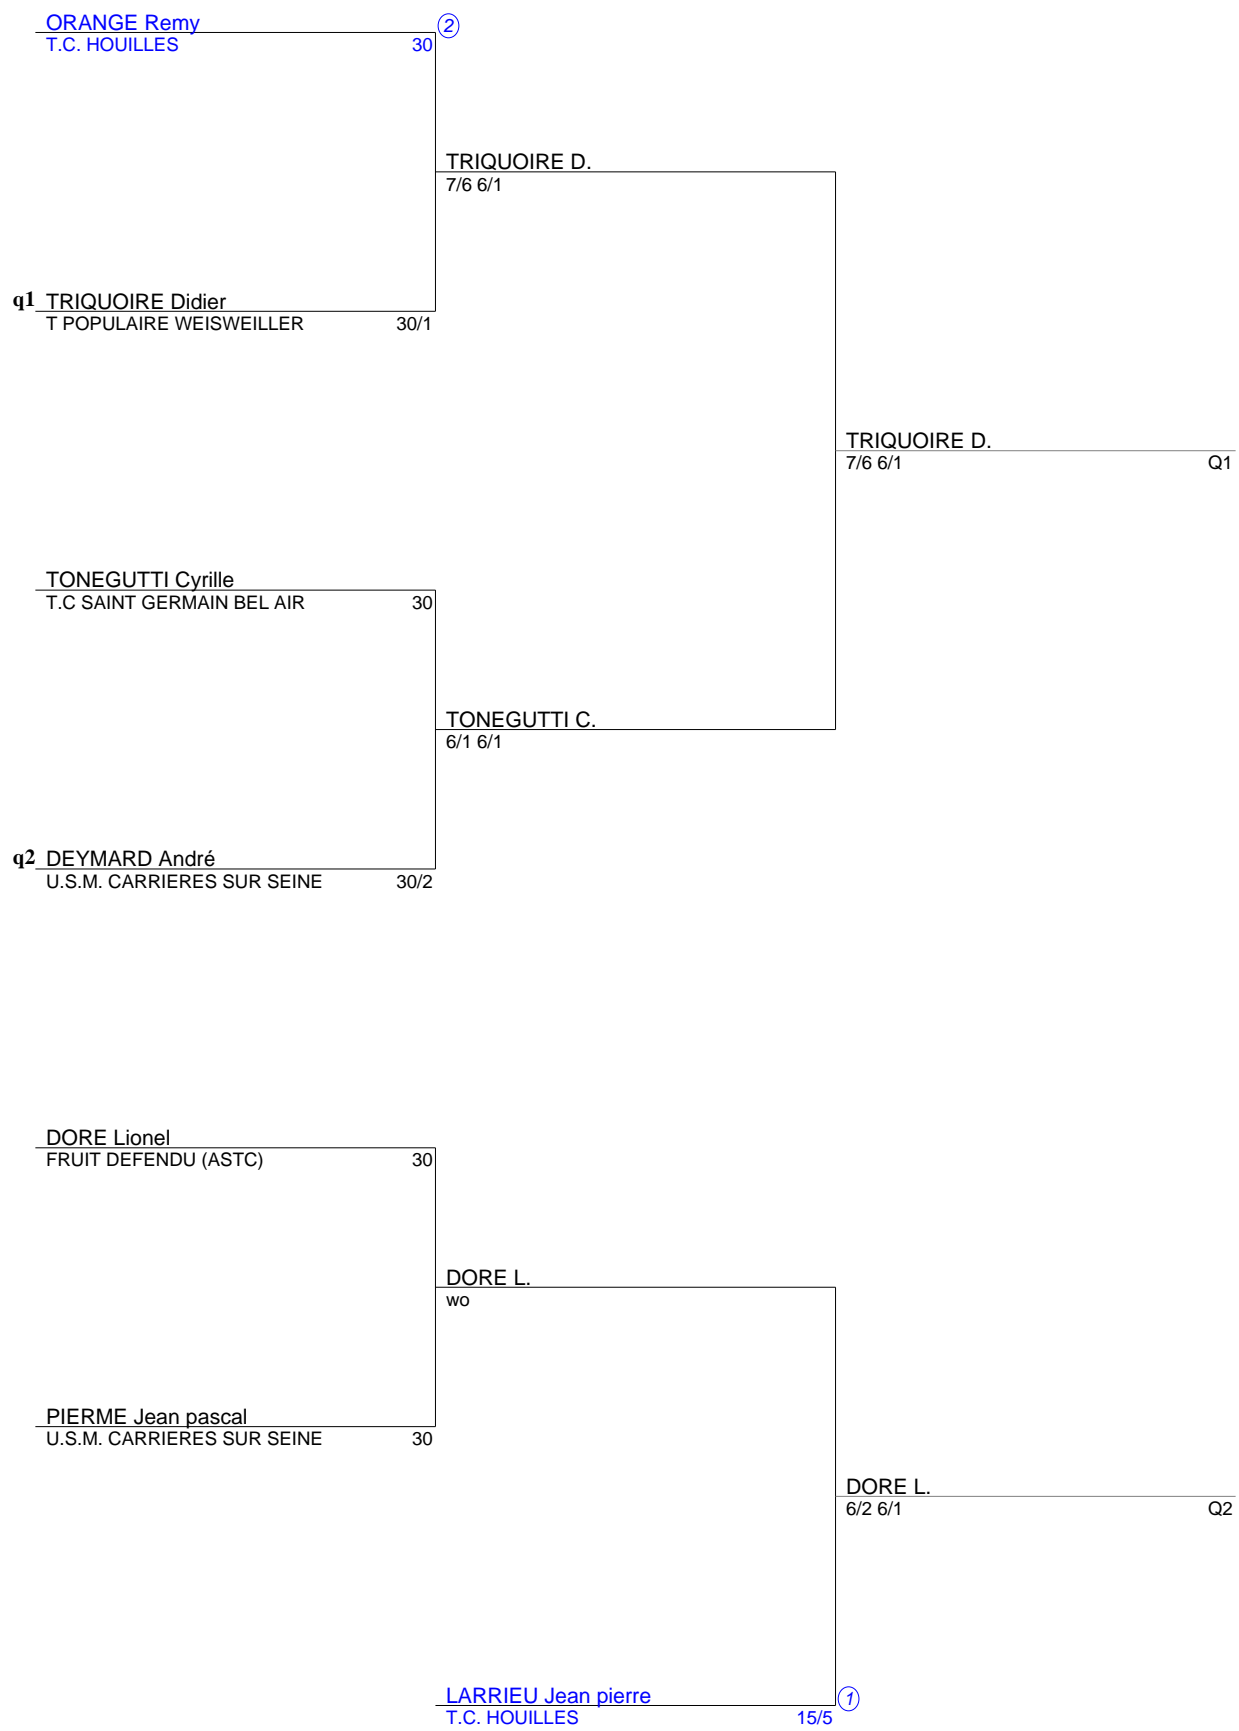 ORANGE Remy 2
T.C. HOUILLES 30
TRIQUOIRE D.
7/6 6/1
q1 TRIQUOIRE Didier
T POPULAIRE WEISWEILLER 30/1
TRIQUOIRE D.
7/6 6/1 Q1
TONEGUTTI Cyrille
T.C SAINT GERMAIN BEL AIR 30
TONEGUTTI C.
6/1 6/1
q2 DEYMARD André
U.S.M. CARRIERES SUR SEINE 30/2
DORE Lionel
FRUIT DEFENDU (ASTC) 30
DORE L.
wo
PIERME Jean pascal
U.S.M. CARRIERES SUR SEINE 30
DORE L.
6/2 6/1 Q2
LARRIEU Jean pierre 1
T.C. HOUILLES 15/5